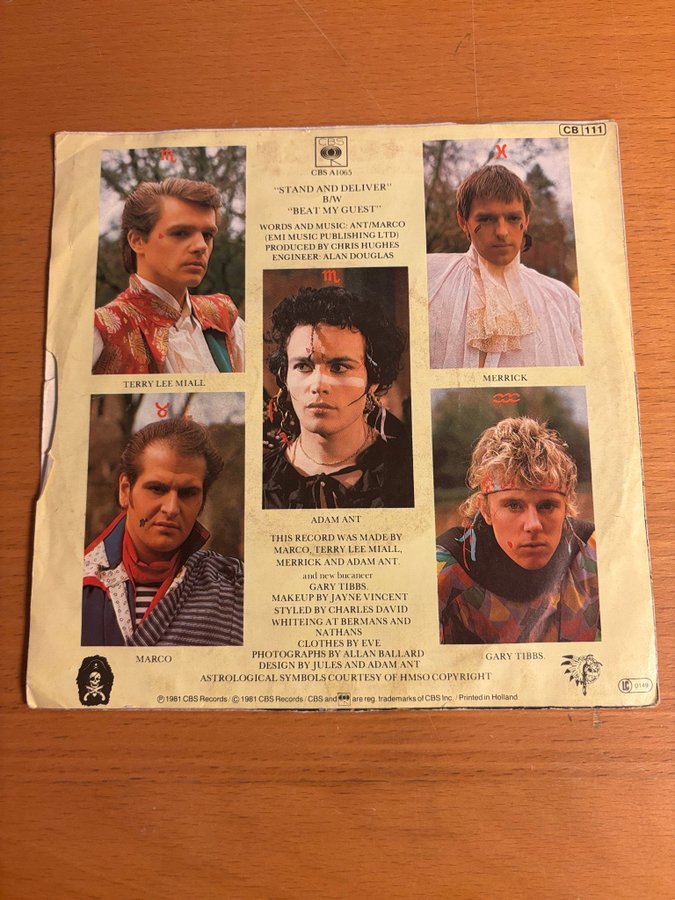 CB 111
CBS
CBS A1065
"STAND AND DELIVER"
B/W
"BEAT MY GUEST"
WORDS AND MUSIC: ANT/MARCO
(EMI MUSIC PUBLISHING LTD)
PRODUCED BY CHRIS HUGHES
ENGINEER: ALAN DOUGLAS
TERRY LEE MIALL
MERRICK
ADAM ANT
THIS RECORD WAS MADE BY
MARCO, TERRY LEE MIALL,
MERRICK AND ADAM ANT.
and new bucaneer
GARY TIBBS.
MAKEUP BY JAYNE VINCENT
STYLED BY CHARLES DAVID
WHITEING AT BERMANS AND
NATHANS
CLOTHES BY EVE
PHOTOGRAPHS BY ALLAN BALLARD
DESIGN BY JULES AND ADAM ANT
ASTROLOGICAL SYMBOLS COURTESY OF HMSO COPYRIGHT
MARCO
GARY TIBBS.
℗ 1981 CBS Records / © 1981 CBS Records / CBS and are reg. trademarks of CBS Inc. / Printed in Holland
LC 0149